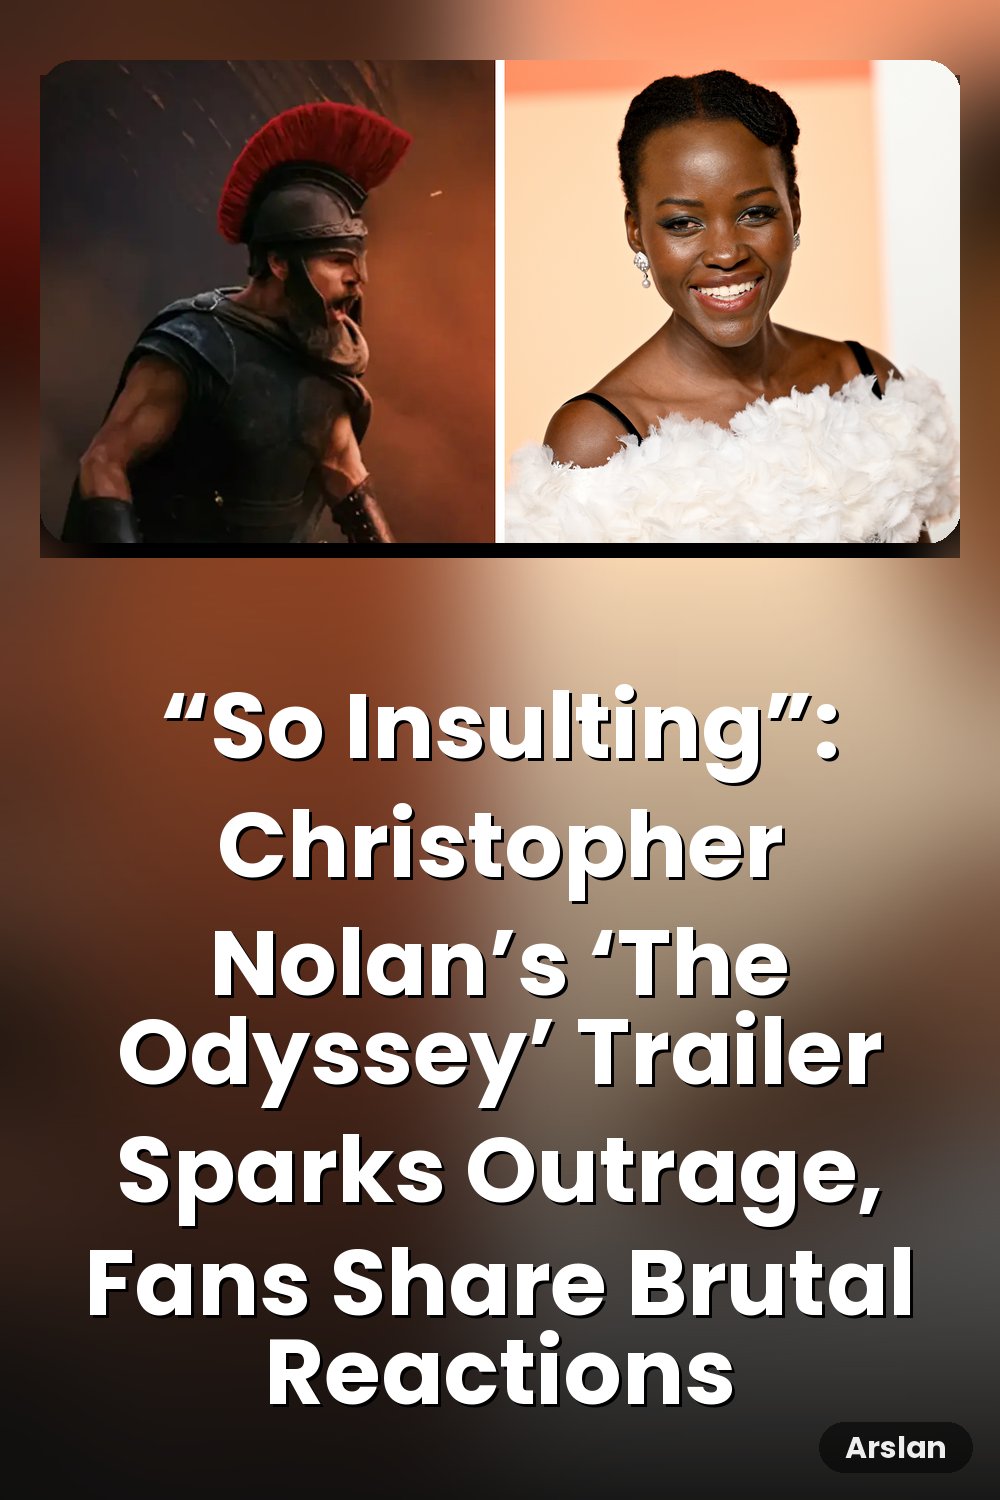 “So Insulting”:
Christopher
Nolan’s ‘The
Odyssey’ Trailer
Sparks Outrage,
Fans Share Brutal
Reactions
Arslan